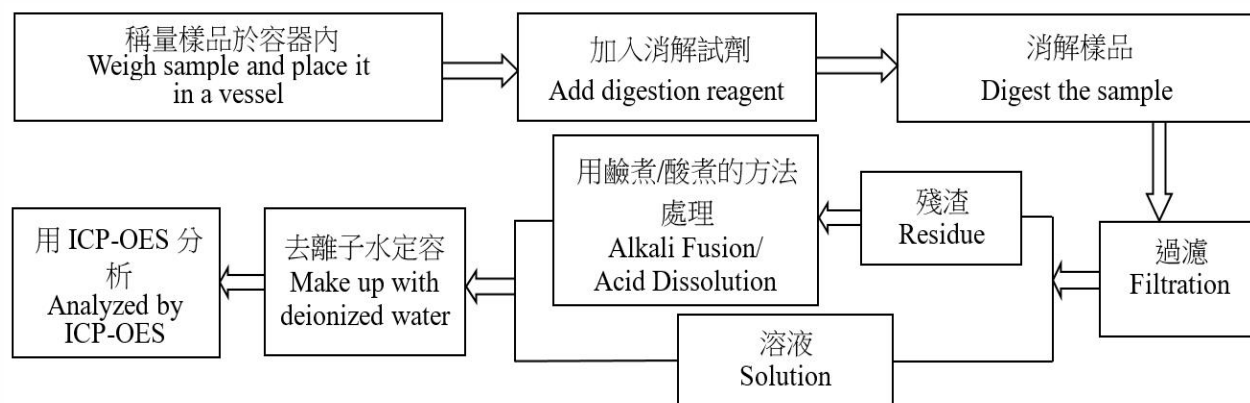 稱量樣品於容器內
Weigh sample and place it
in a vessel
加入消解試劑
Add digestion reagent
消解樣品
Digest the sample
過濾
Filtration
殘渣
Residue
溶液
Solution
用鹼煮/酸煮的方法
處理
Alkali Fusion/
Acid Dissolution
去離子水定容
Make up with
deionized water
用 ICP-OES 分
析
Analyzed by
ICP-OES